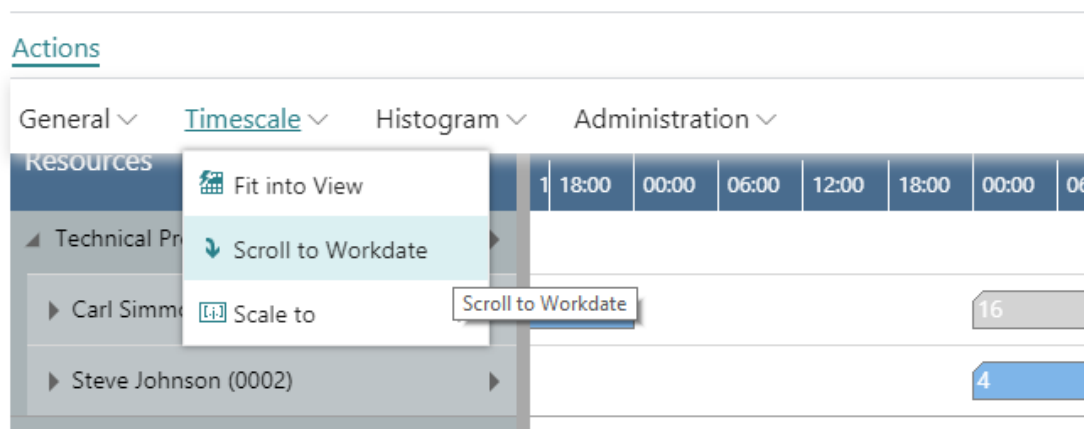 Actions
General Timescale Histogram Administration
Resources
Fit into View
1 18:00 00:00 06:00 12:00 18:00 00:00 06
Technical Pr
Scroll to Workdate
Carl Simm
Scale to
Scroll to Workdate
16
Steve Johnson (0002)
4